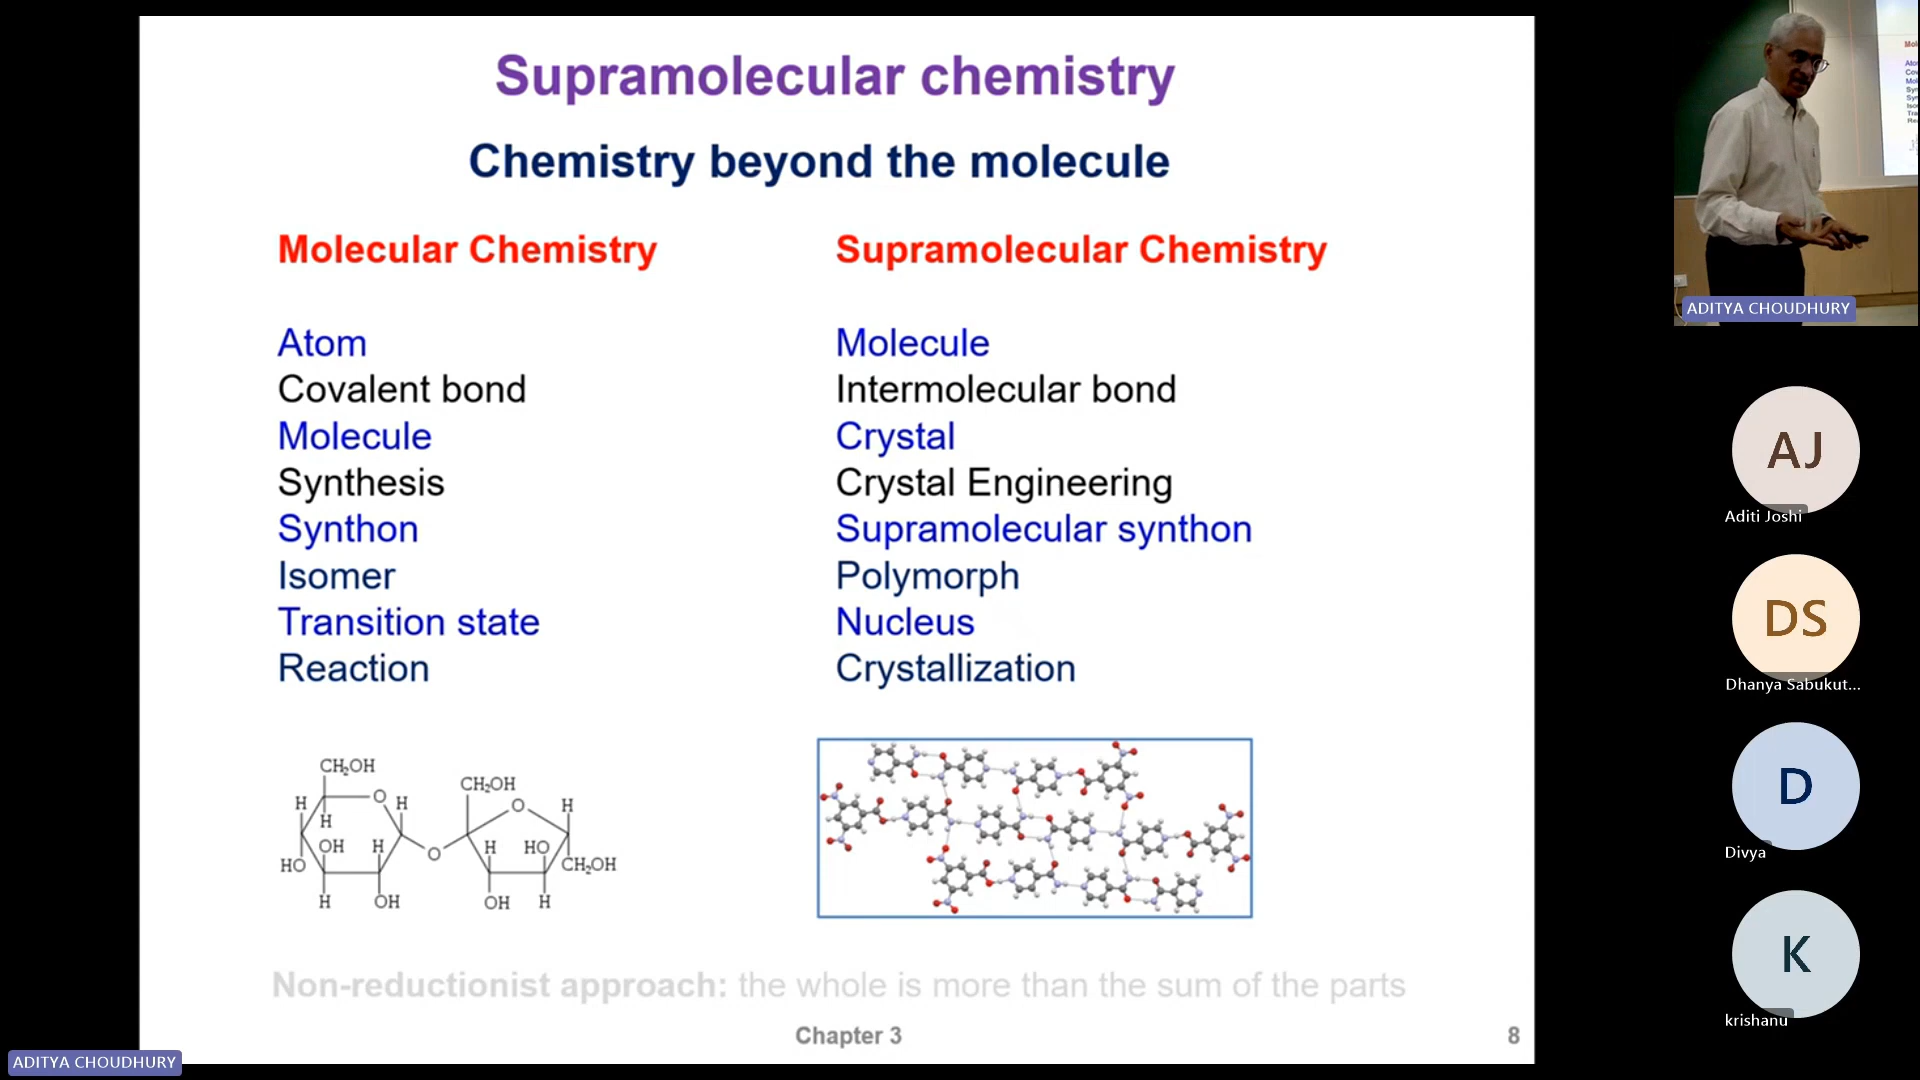 Supramolecular chemistry
Chemistry beyond the molecule
Molecular Chemistry
Atom
Covalent bond
Molecule
Synthesis
Synthon
Isomer
Transition state
Reaction
Supramolecular Chemistry
Molecule
Intermolecular bond
Crystal
Crystal Engineering
Supramolecular synthon
Polymorph
Nucleus
Crystallization
CH₂OH
O
H
H
H
OH
H
HO
H
OH
O
CH₂OH
O
H
H
HO
CH₂OH
OH
H
Non-reductionist approach: the whole is more than the sum of the parts
Chapter 3
8
ADITYA CHOUDHURY
ADITYA CHOUDHURY
AJ
Aditi Joshi
DS
Dhanya Sabukut...
D
Divya
K
krishanu